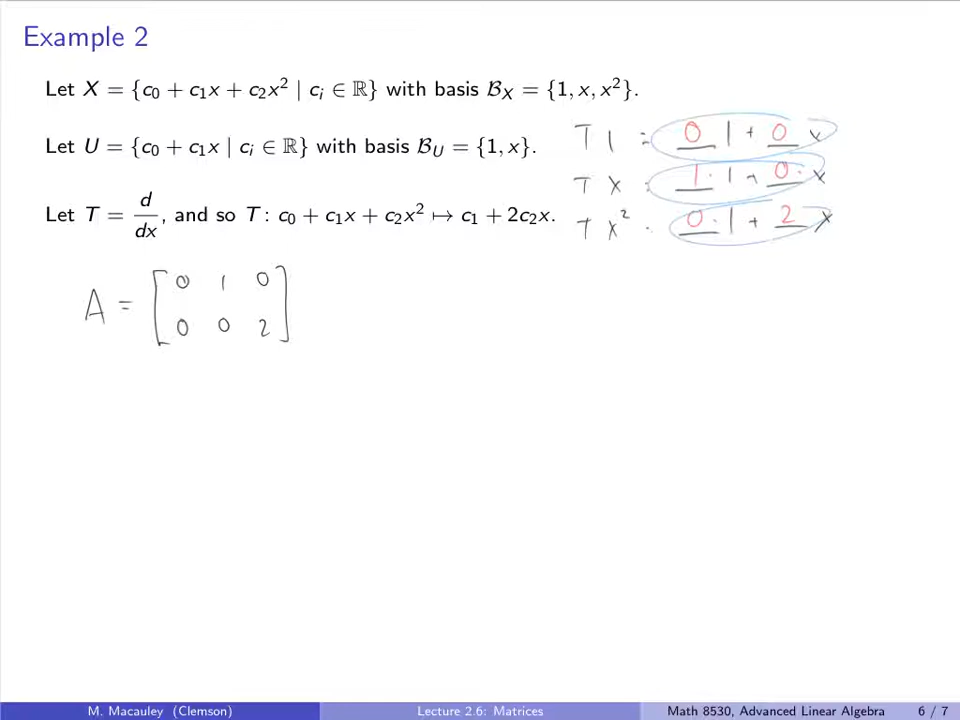 Example 2
Let X = {c₀ + c₁x + c₂x² | cᵢ ∈ ℝ} with basis 𝓑_X = {1, x, x²}.
Let U = {c₀ + c₁x | cᵢ ∈ ℝ} with basis 𝓑_U = {1, x}.
Let T = d/dx, and so T: c₀ + c₁x + c₂x² ↦ c₁ + 2c₂x.
T 1 = 0 1 + 0 x
T x = 1·1 + 0·x
T x² = 0·1 + 2 x
A = [0 1 0
0 0 2]
M. Macauley (Clemson) Lecture 2.6: Matrices Math 8530, Advanced Linear Algebra 6 / 7